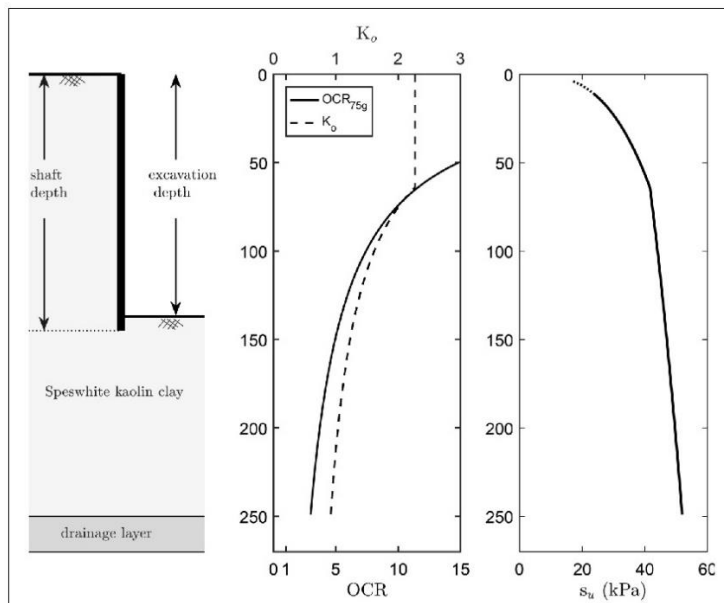 shaft
depth
excavation
depth
Speswhite kaolin clay
drainage layer
K_o
0 1 2 3
0
50
100
150
200
250
OCR_75g
K_o
0 1 5 10 15
OCR
0
50
100
150
200
250
0 20 40 60
s_u (kPa)